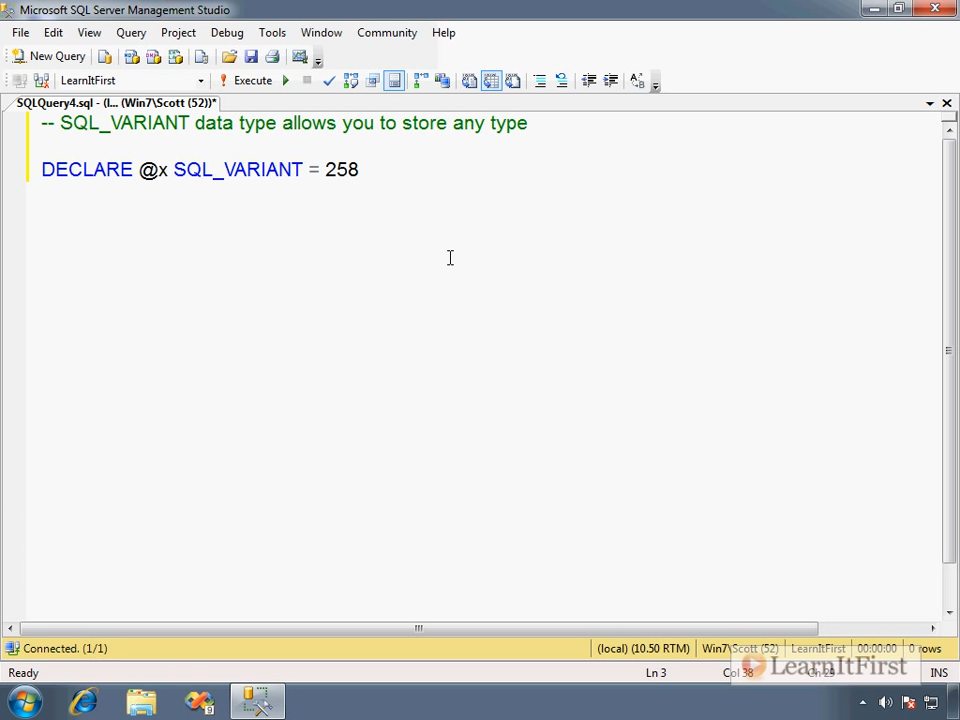 Microsoft SQL Server Management Studio
File Edit View Query Project Debug Tools Window Community Help
New Query
LearnItFirst Execute
SQLQuery4.sql - (l... (Win7\Scott (52))*
-- SQL_VARIANT data type allows you to store any type
DECLARE @x SQL_VARIANT = 258
Connected. (1/1) (local) (10.50 RTM) Win7\Scott (52) LearnItFirst 00:00:00 0 rows
Ready Ln 3 Col 38 Ch 29 INS
LearnItFirst